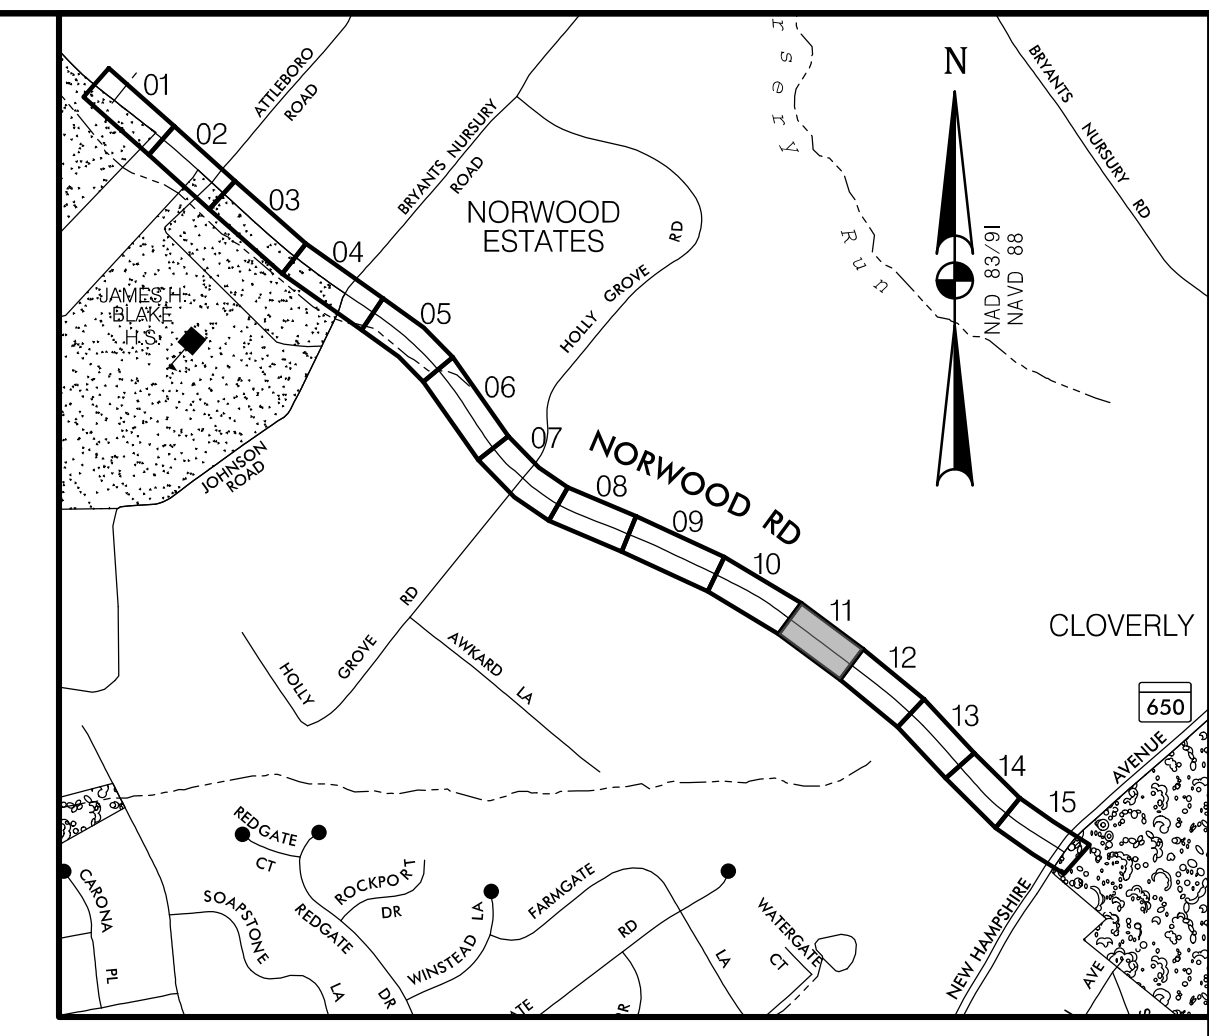 01
02
03
04
05
06
07
08
09
10
11
12
13
14
15
ATTLEBORO
ROAD
BRYANTS NURSURY
ROAD
NORWOOD
ESTATES
HOLLY GROVE RD
rsery
Run
N
NAD 83/91
NAVD 88
BRYANTS NURSURY RD
JAMES H.
BLAKE
H.S.
JOHNSON
ROAD
NORWOOD RD
HOLLY GROVE RD
AWKARD LA
CLOVERLY
650
NEW HAMPSHIRE AVENUE
REDGATE
CT
ROCKPORT
DR
SOAPSTONE LA
REDGATE DR
WINSTEAD LA
FARMGATE LA
RD
WATERGATE
CT
CARONA PL
ATE
R
AVE
S